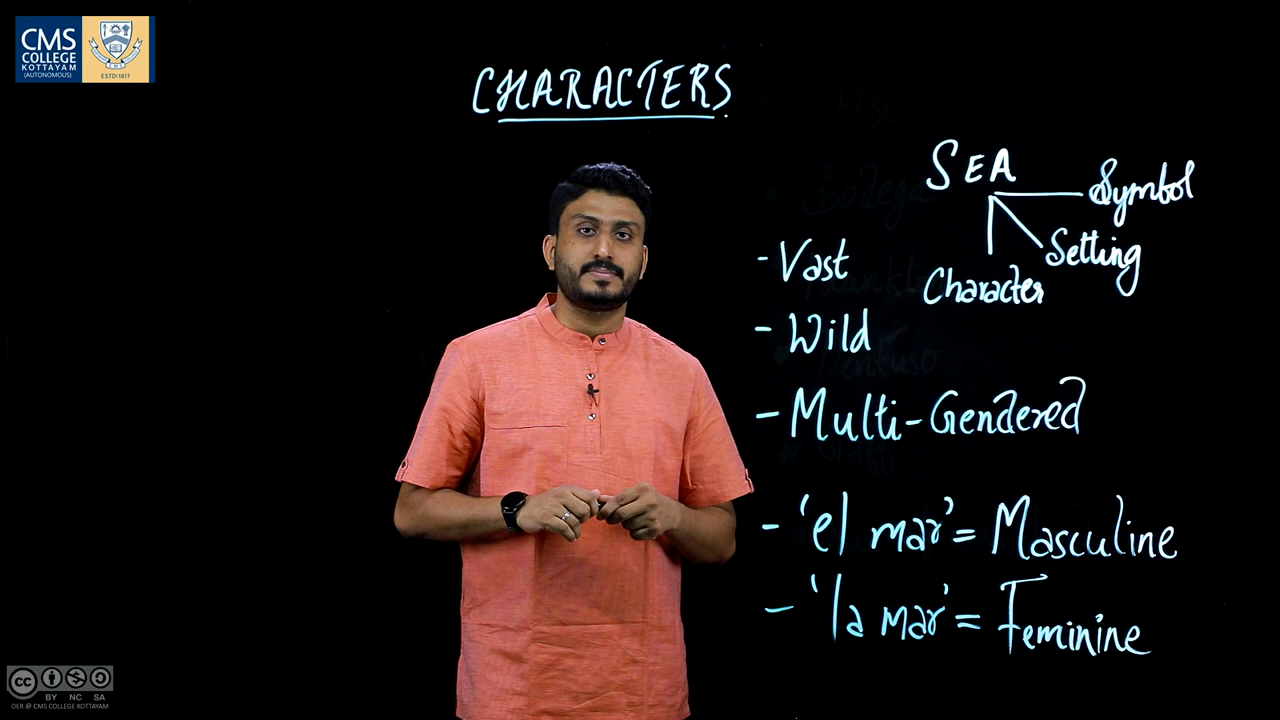 CMS
COLLEGE
KOTTAYAM
(AUTONOMOUS)
ESTD:1817
CHARACTERS
SEA
Symbol
Setting
Character
- Vast
- Wild
- Multi-Gendered
- 'el mar' = Masculine
- 'la mar' = Feminine
cc
BY NC SA
OER @ CMS COLLEGE KOTTAYAM